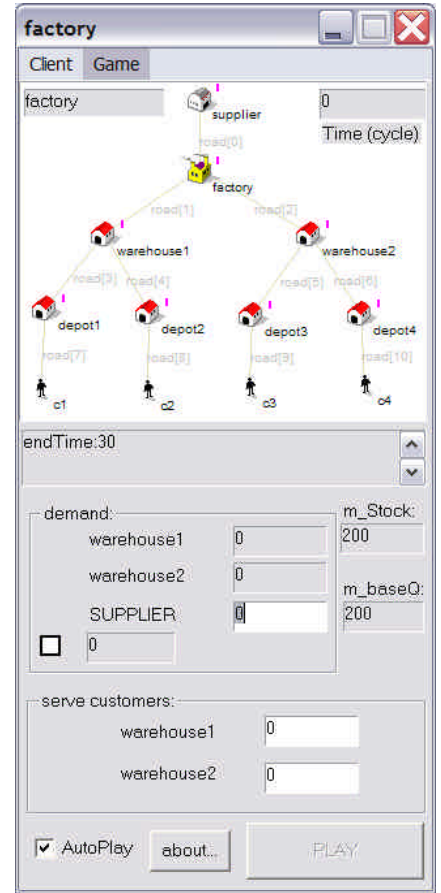 factory
Client Game
factory
0
supplier
Time (cycle)
road[0]
factory
road[1] road[2]
warehouse1 warehouse2
road[3] road[4] road[5] road[6]
depot1 depot2 depot3 depot4
road[7] road[8] road[9] road[10]
c1 c2 c3 c4
endTime:30
demand:
m_Stock:
warehouse1 0 200
warehouse2 0
m_baseQ:
SUPPLIER 0 200
0
serve customers:
warehouse1 0
warehouse2 0
AutoPlay about... PLAY